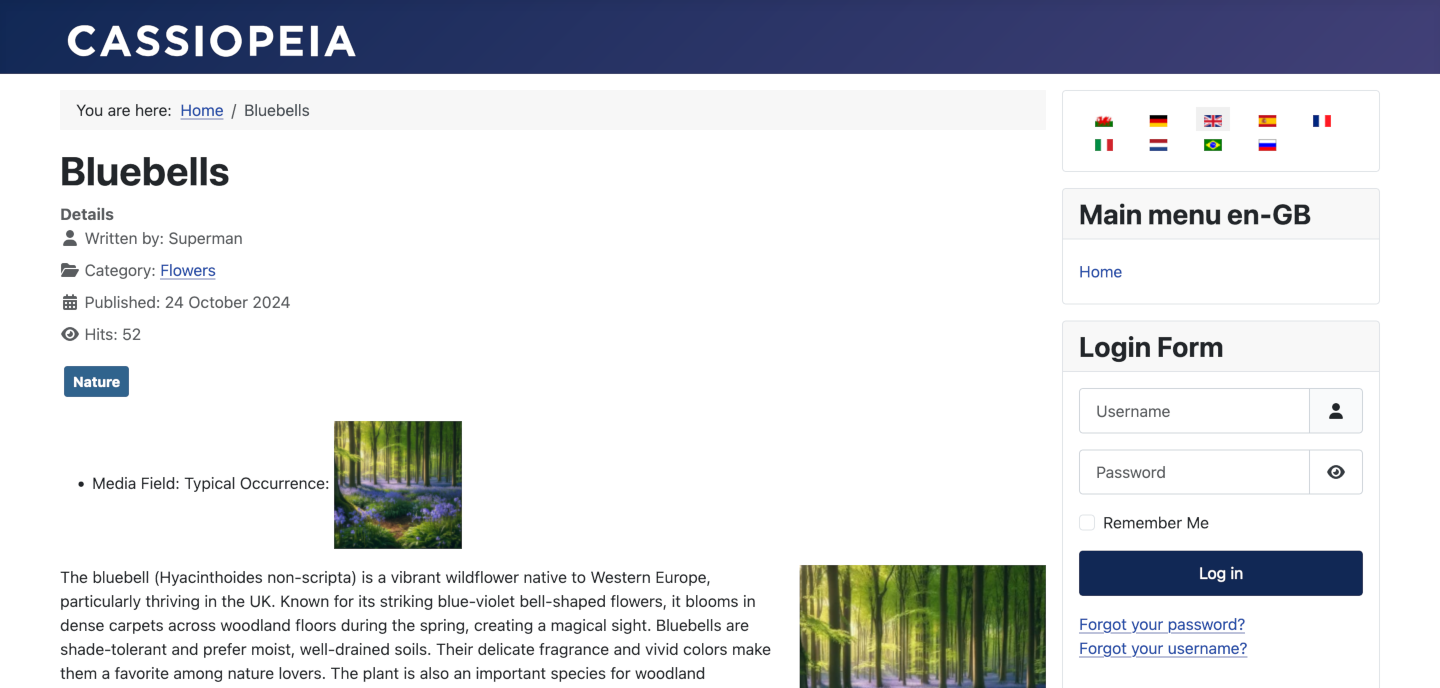 CASSIOPEIA
You are here: Home / Bluebells
Bluebells
Details
Written by: Superman
Category: Flowers
Published: 24 October 2024
Hits: 52
Nature
• Media Field: Typical Occurrence:
The bluebell (Hyacinthoides non-scripta) is a vibrant wildflower native to Western Europe,
particularly thriving in the UK. Known for its striking blue-violet bell-shaped flowers, it blooms in
dense carpets across woodland floors during the spring, creating a magical sight. Bluebells are
shade-tolerant and prefer moist, well-drained soils. Their delicate fragrance and vivid colors make
them a favorite among nature lovers. The plant is also an important species for woodland
Main menu en-GB
Home
Login Form
Username
Password
Remember Me
Log in
Forgot your password?
Forgot your username?